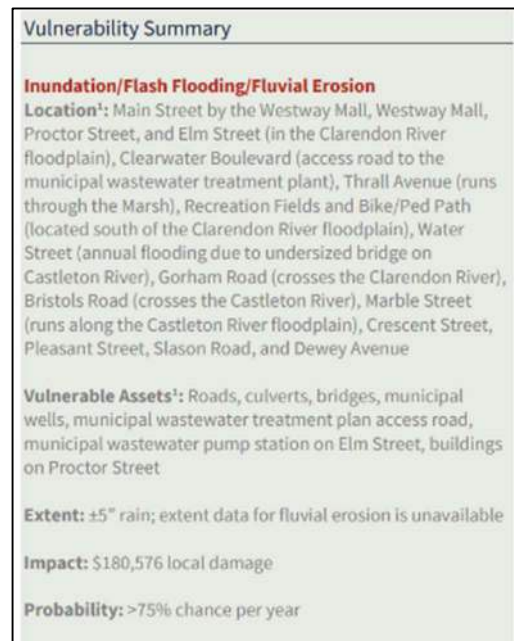 Vulnerability Summary
Inundation/Flash Flooding/Fluvial Erosion
Location¹: Main Street by the Westway Mall, Westway Mall,
Proctor Street, and Elm Street (in the Clarendon River
floodplain), Clearwater Boulevard (access road to the
municipal wastewater treatment plant), Thrall Avenue (runs
through the Marsh), Recreation Fields and Bike/Ped Path
(located south of the Clarendon River floodplain), Water
Street (annual flooding due to undersized bridge on
Castleton River), Gorham Road (crosses the Clarendon River),
Bristols Road (crosses the Castleton River), Marble Street
(runs along the Castleton River floodplain), Crescent Street,
Pleasant Street, Slason Road, and Dewey Avenue
Vulnerable Assets¹: Roads, culverts, bridges, municipal
wells, municipal wastewater treatment plan access road,
municipal wastewater pump station on Elm Street, buildings
on Proctor Street
Extent: ±5" rain; extent data for fluvial erosion is unavailable
Impact: $180,576 local damage
Probability: >75% chance per year